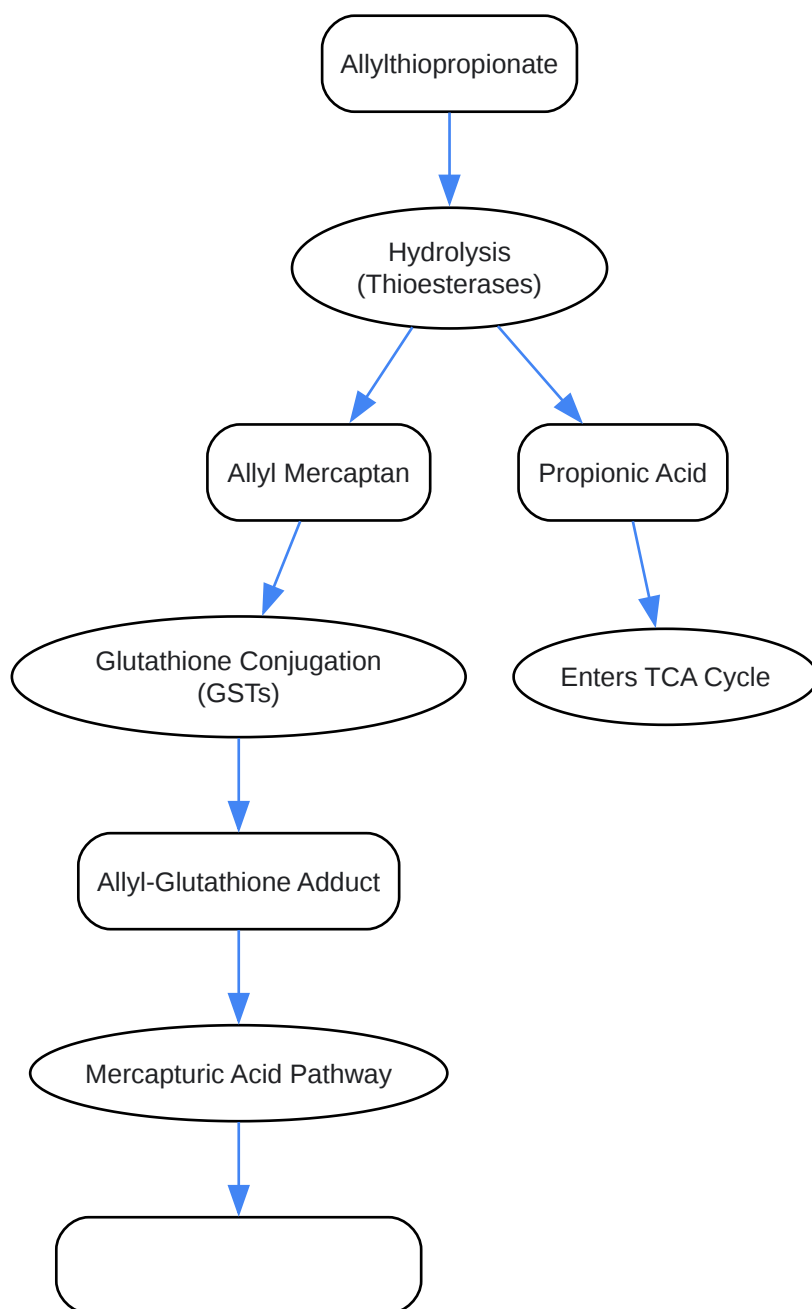 Allylthiopropionate
Hydrolysis
(Thioesterases)
Allyl Mercaptan
Propionic Acid
Glutathione Conjugation
(GSTs)
Enters TCA Cycle
Allyl-Glutathione Adduct
Mercapturic Acid Pathway